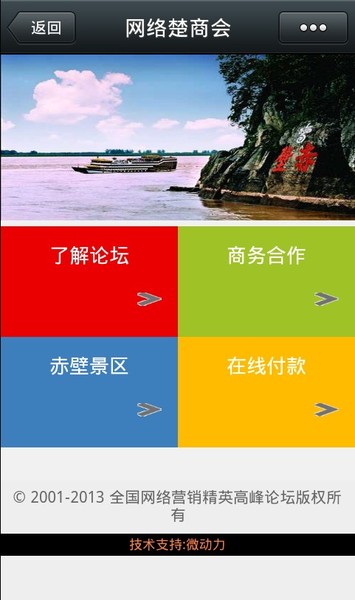 返回
网络楚商会
赤壁
了解论坛
商务合作
赤壁景区
在线付款
© 2001-2013 全国网络营销精英高峰论坛版权所
有
技术支持:微动力